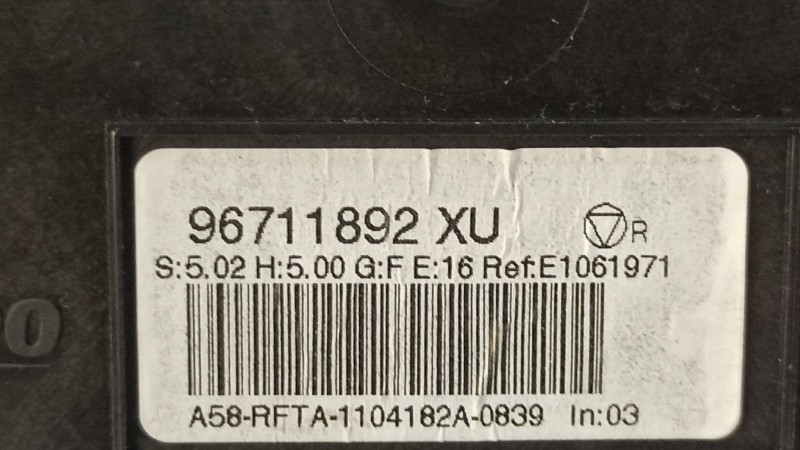 96711892 XU R
S:5.02 H:5.00 G:F E:16 Ref:E1061971
A58-RFTA-1104182A-0839 In:03